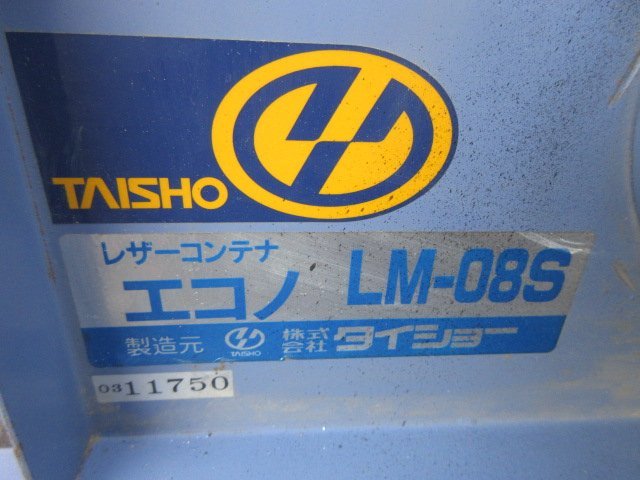 TAISHO
レザーコンテナ
エコノ LM-08S
製造元 TAISHO 株式会社 タイショー
0311750